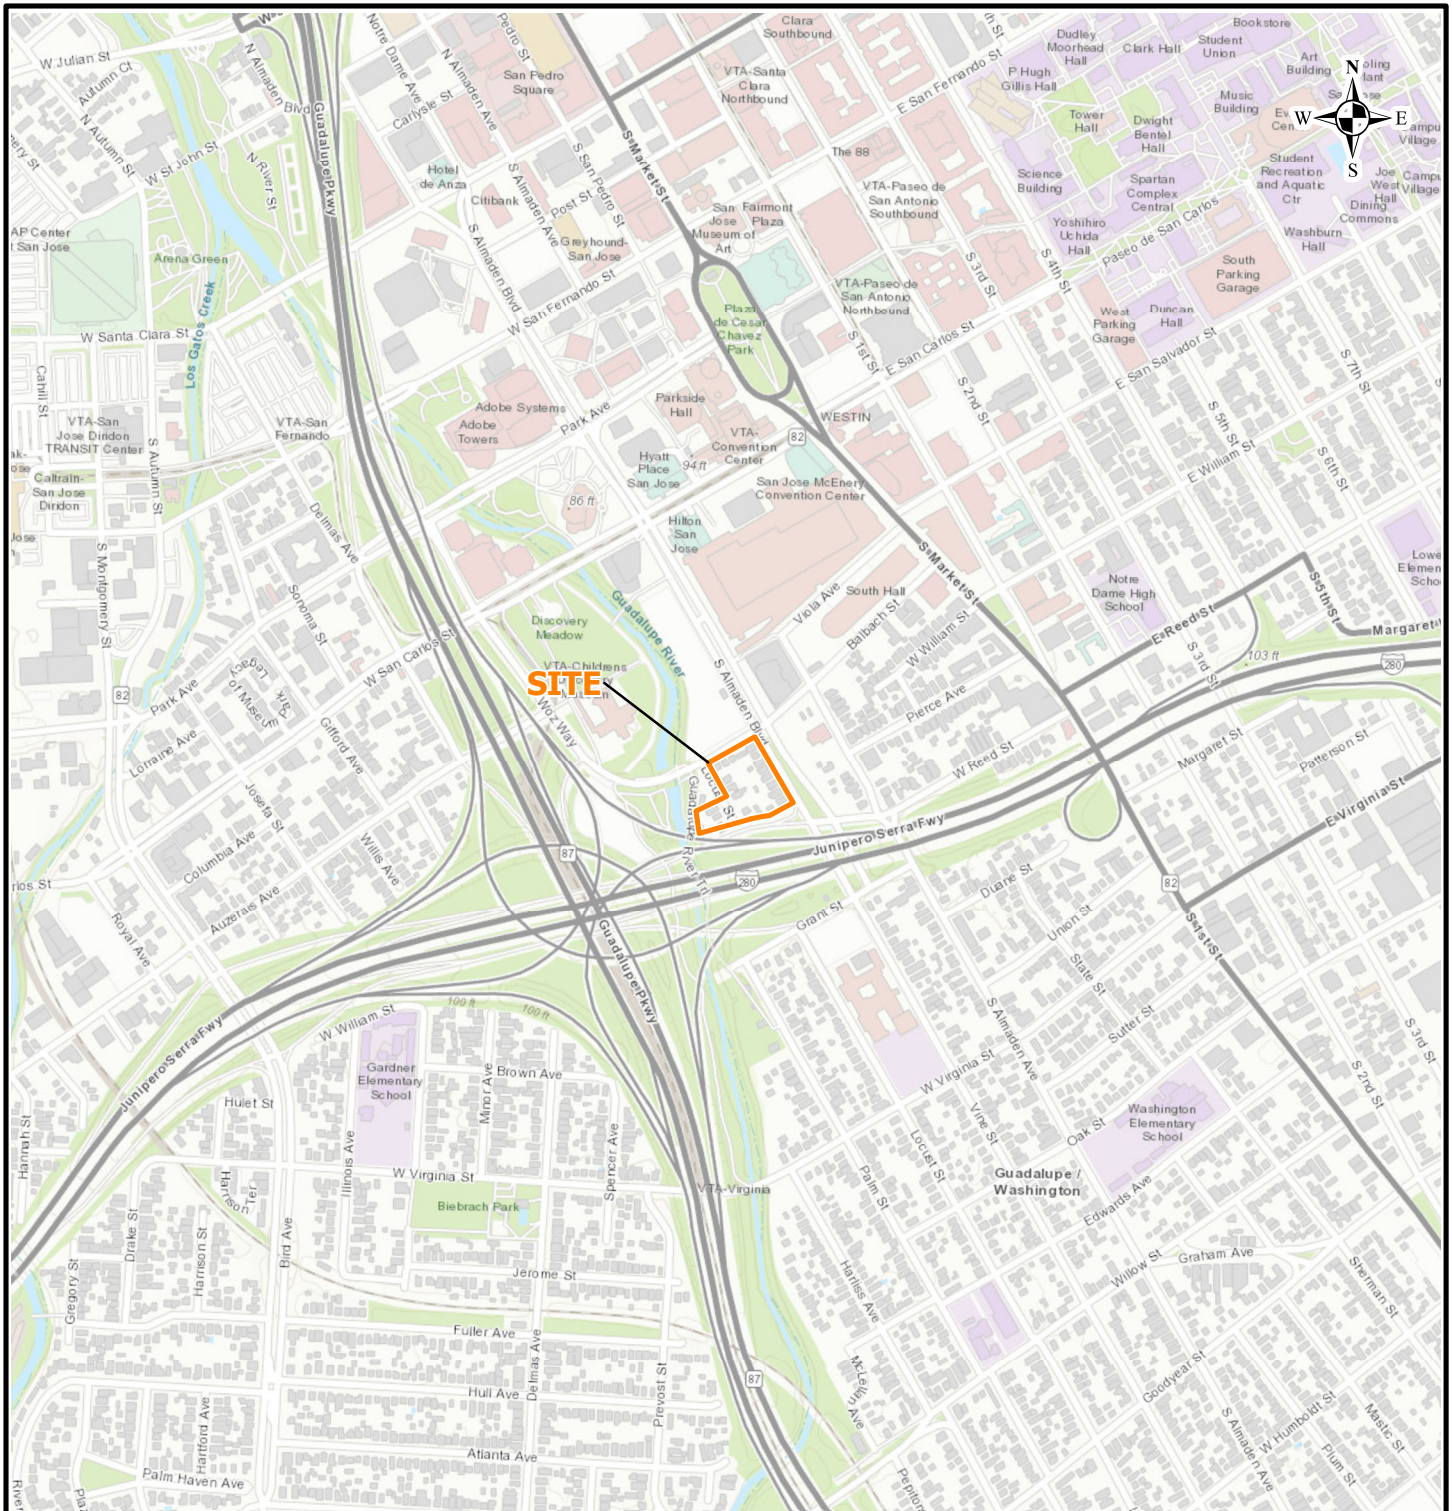 W Julian St
Autumn Ct
N Autumn St
N Almaden Blvd
Guadalupe Pkwy
Notre Dame Ave
N Almaden Ave
Carlysle St
San Pedro
Square
Clara
Southbound
VTA-Santa
Clara
Northbound
E San Fernando St
P Hugh
Gillis Hall
Dudley
Moorhead
Hall
Clark Hall
Student
Union
Bookstore
Art
Building
Music
Building
N
W
E
S
W St John St
N River St
Hotel
de Anza
Citibank
S Almaden Ave
Post St
S San Pedro St
S Market St
The 88
Tower
Hall
Dwight
Bentel
Hall
Science
Building
Spartan
Complex
Central
Student
Recreation
and Aquatic
Ctr
Joe
West
Hall
Campu
Village
Dining
Commons
Washburn
Hall
AP Center
t San Jose
Arena Green
S Almaden Blvd
Greyhound-
San Jose
San
Jose
Museum of
Art
Fairmont
Plaza
VTA-Paseo de
San Antonio
Southbound
Yoshihiro
Uchida
Hall
Paseo de San Carlos
S 3rd St
S 4th St
South
Parking
Garage
W Santa Clara St
Los Gatos Creek
W San Fernando St
Plaza
de Cesar
Chavez
Park
VTA-Paseo de
San Antonio
Northbound
S 1st St
E San Carlos St
West
Parking
Garage
Duncan
Hall
E San Salvador St
S 7th St
Cahill St
VTA-San
Jose Diridon
TRANSIT Center
S Autumn St
VTA-San
Fernando
Adobe Systems
Adobe
Towers
Park Ave
Parkside
Hall
VTA-
Convention
Center
WESTIN
82
S 2nd St
S 5th St
S 6th St
E William St
Caltrain-
San Jose
Diridon
Delmas Ave
86 ft
Hyatt
Place
San Jose
94 ft
San Jose McEnery
Convention Center
Hilton
San
Jose
S Montgomery St
Sonoma St
Discovery
Meadow
Guadalupe River
S Market St
South Hall
Viola Ave
Balbach St
W William St
Notre
Dame High
School
E Reed St
S 5th St
Margaret
S 3rd St
103 ft
280
W San Carlos St
VTA-Childrens
SITE
Woz Way
S Almaden Blvd
Pierce Ave
W Reed St
82
Park Ave
Lorraine Ave
Gifford Ave
Josefa St
Columbia Ave
Willis Ave
Auzerais Ave
Royal Ave
Locust St
Guadalupe River Trl
Junipero Serra Fwy
87
280
Margaret St
Patterson St
E Virginia St
82
S 1st St
Duane St
Union St
State St
Sutter St
Grant St
Guadalupe Pkwy
Junipero Serra Fwy
W William St
100 ft
100 ft
Gardner
Elementary
School
Brown Ave
Minor Ave
Hulet St
Hannah St
Harrison
Ter
Illinois Ave
W Virginia St
Spencer Ave
Biebrach Park
VTA-Virginia
S Almaden Ave
W Virginia St
Vine St
Locust St
Palm St
Oak St
Washington
Elementary
School
S 2nd St
S 3rd St
Guadalupe /
Washington
Edwards Ave
Willow St
Graham Ave
Sherman St
Drake St
Harrison St
Bird Ave
Gregory St
Jerome St
Fuller Ave
Delmas Ave
Prevost St
Hull Ave
Atlanta Ave
Hartford Ave
Palm Haven Ave
87
Harliss Ave
McLellan Ave
Goodyear St
S Almaden Ave
W Humboldt St
Mastic St
Plum St